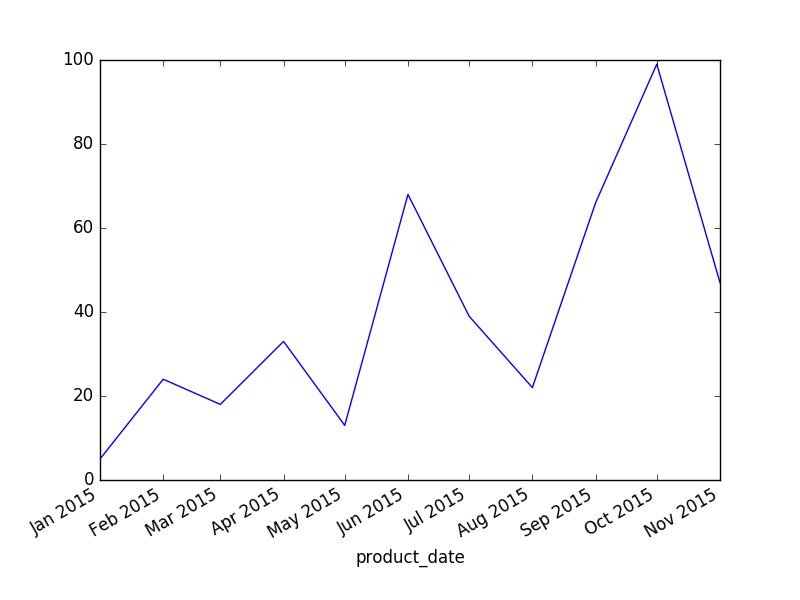 100
80
60
40
20
0
Jan 2015
Feb 2015
Mar 2015
Apr 2015
May 2015
Jun 2015
Jul 2015
Aug 2015
Sep 2015
Oct 2015
Nov 2015
product_date